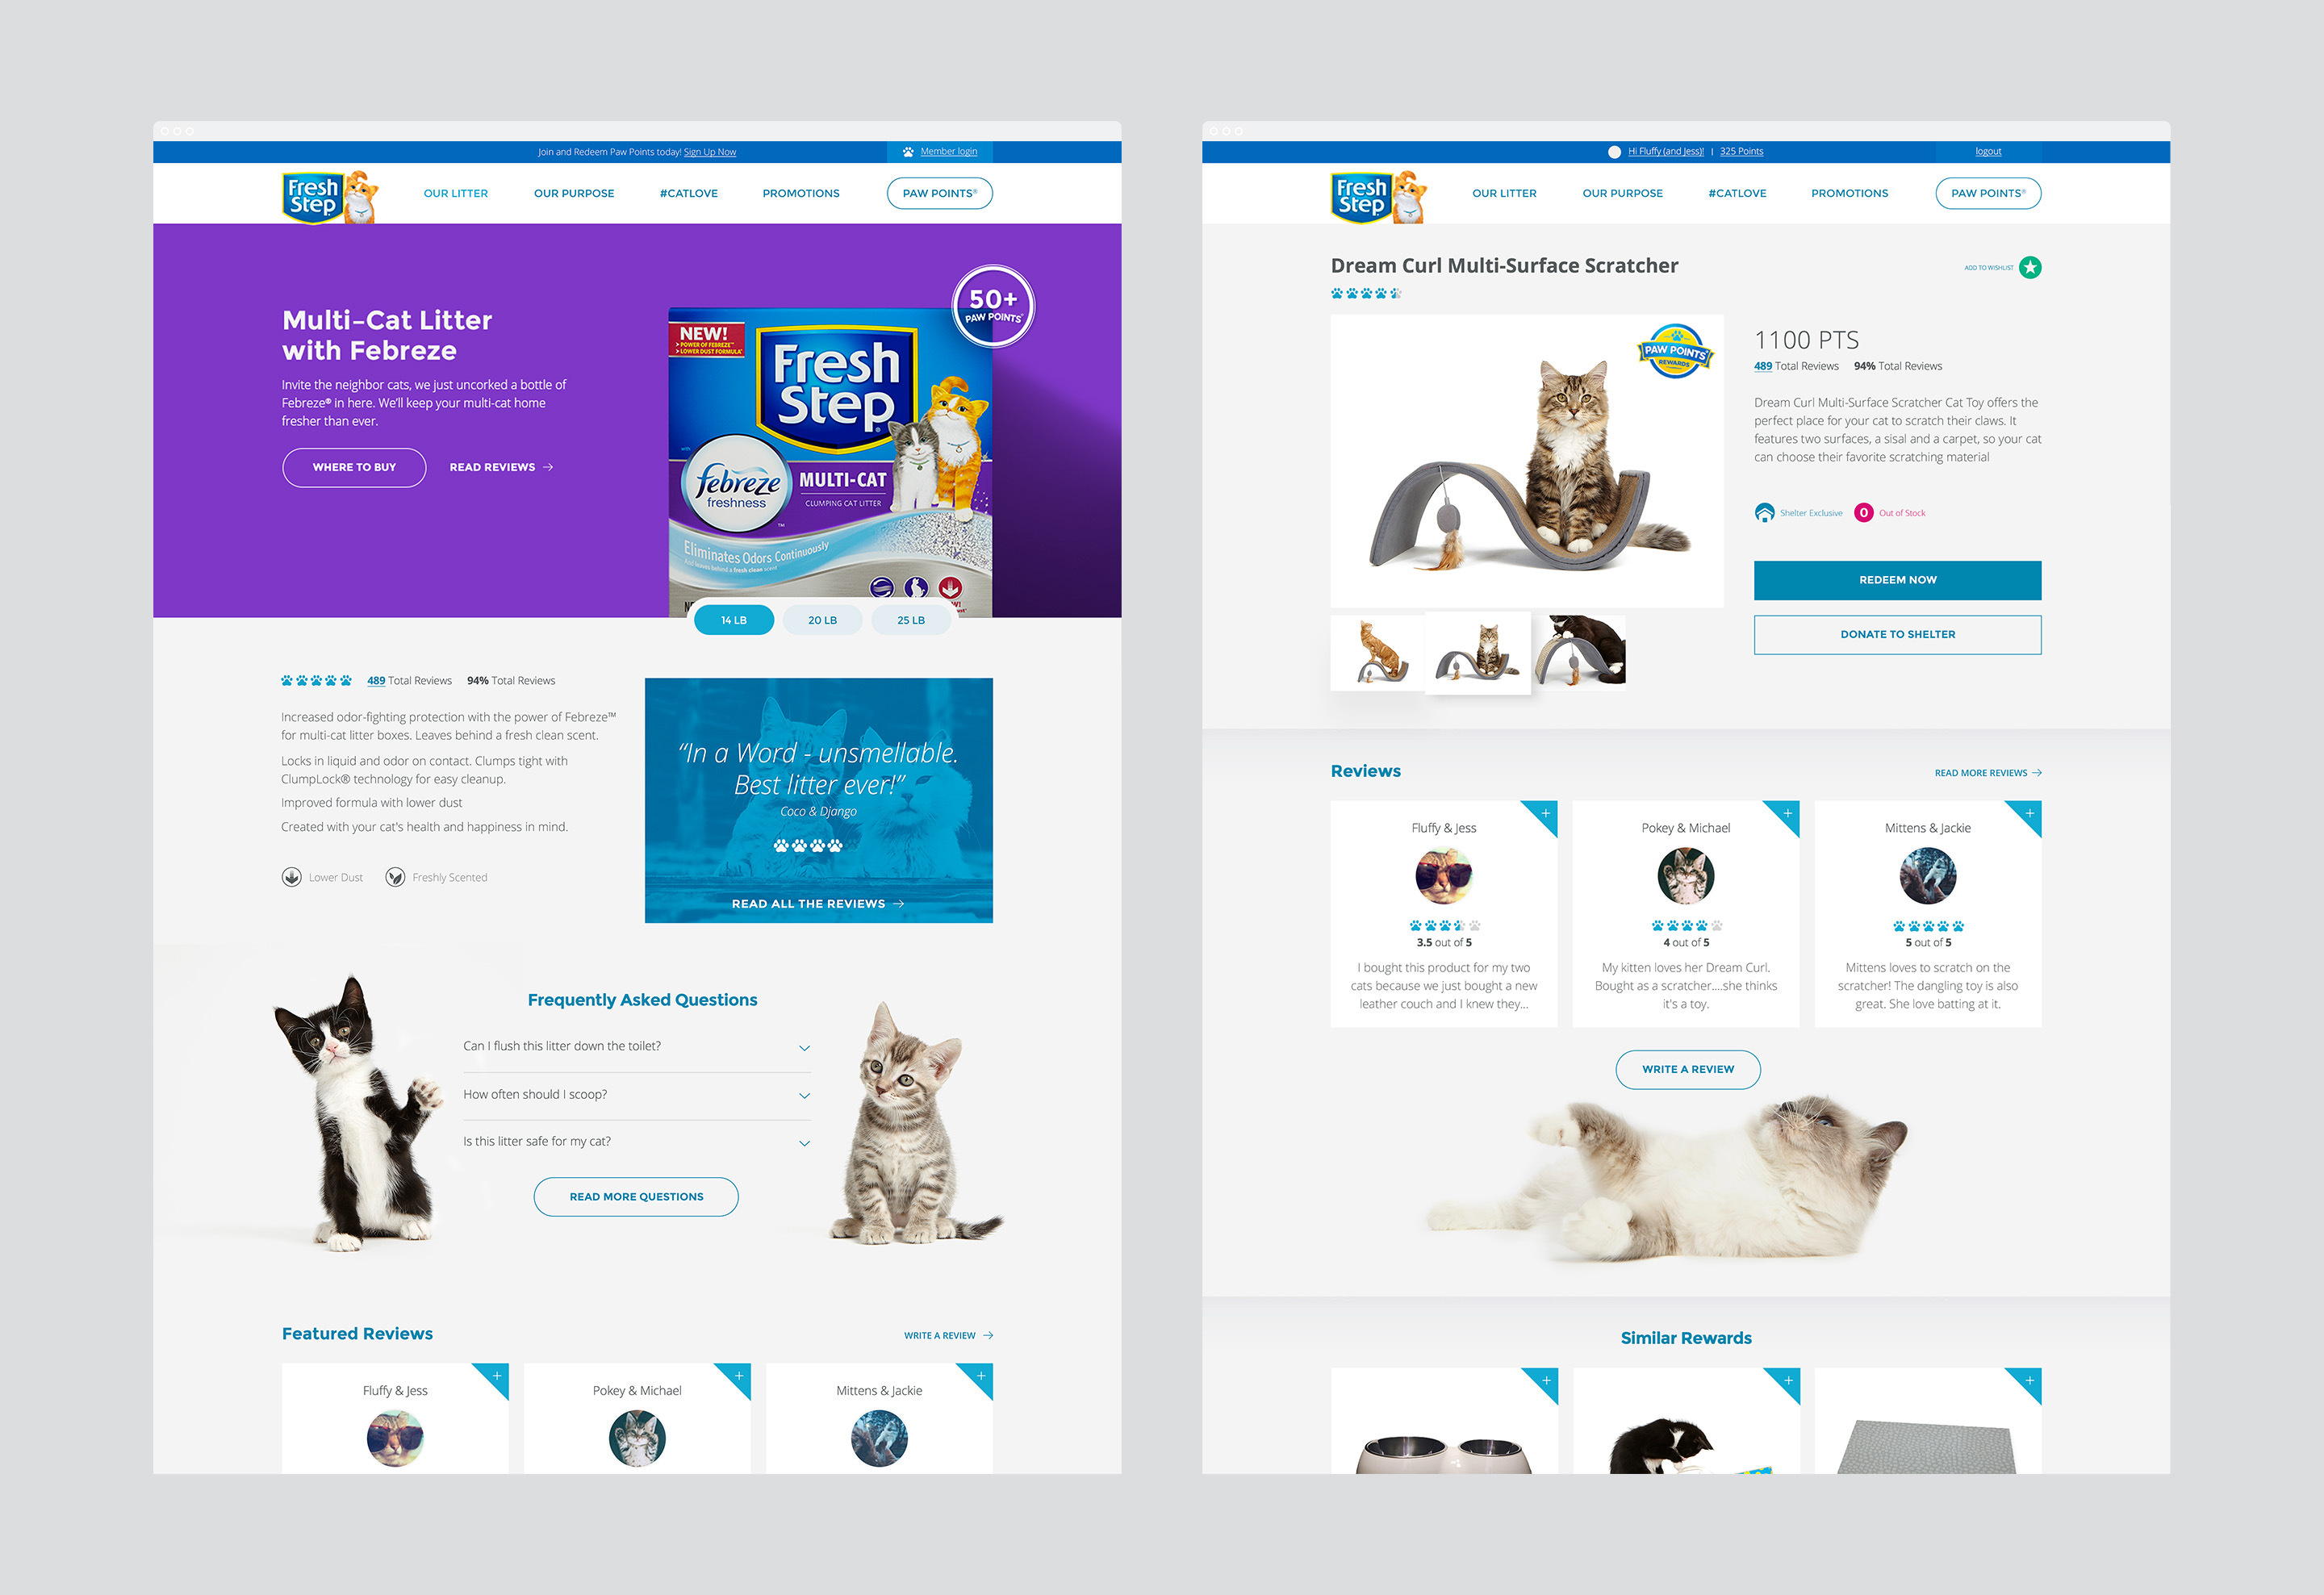 Join and Redeem Paw Points today! Sign Up Now
Member login
Fresh
Step
OUR LITTER
OUR PURPOSE
#CATLOVE
PROMOTIONS
PAW POINTS®
Multi-Cat Litter
with Febreze
Invite the neighbor cats, we just uncorked a bottle of
Febreze® in here. We'll keep your multi-cat home
fresher than ever.
WHERE TO BUY
READ REVIEWS
50+
PAW POINTS®
NEW!
POWER OF FEBREZE™
LOWER DUST FORMULA*
Fresh
Step®
with
febreze
freshness
™
MULTI-CAT
CLUMPING CAT LITTER
Eliminates Odors Continuously
And leaves behind a fresh clean scent
14 LB
20 LB
25 LB
489 Total Reviews
94% Total Reviews
Increased odor-fighting protection with the power of Febreze™
for multi-cat litter boxes. Leaves behind a fresh clean scent.
Locks in liquid and odor on contact. Clumps tight with
ClumpLock® technology for easy cleanup.
Improved formula with lower dust
Created with your cat's health and happiness in mind.
Lower Dust
Freshly Scented
“In a Word - unsmellable.
Best litter ever!”
Coco & Django
READ ALL THE REVIEWS
Frequently Asked Questions
Can I flush this litter down the toilet?
How often should I scoop?
Is this litter safe for my cat?
READ MORE QUESTIONS
Featured Reviews
WRITE A REVIEW
Fluffy & Jess
Pokey & Michael
Mittens & Jackie
Hi Fluffy (and Jess)! | 325 Points
logout
Fresh
Step
OUR LITTER
OUR PURPOSE
#CATLOVE
PROMOTIONS
PAW POINTS®
Dream Curl Multi-Surface Scratcher
ADD TO WISHLIST
PAW POINTS®
REWARDS
1100 PTS
489 Total Reviews
94% Total Reviews
Dream Curl Multi-Surface Scratcher Cat Toy offers the
perfect place for your cat to scratch their claws. It
features two surfaces, a sisal and a carpet, so your cat
can choose their favorite scratching material
Shelter Exclusive
0
Out of Stock
REDEEM NOW
DONATE TO SHELTER
Reviews
READ MORE REVIEWS
Fluffy & Jess
3.5 out of 5
I bought this product for my two
cats because we just bought a new
leather couch and I knew they...
Pokey & Michael
4 out of 5
My kitten loves her Dream Curl.
Bought as a scratcher....she thinks
it's a toy.
Mittens & Jackie
5 out of 5
Mittens loves to scratch on the
scratcher! The dangling toy is also
great. She love batting at it.
WRITE A REVIEW
Similar Rewards